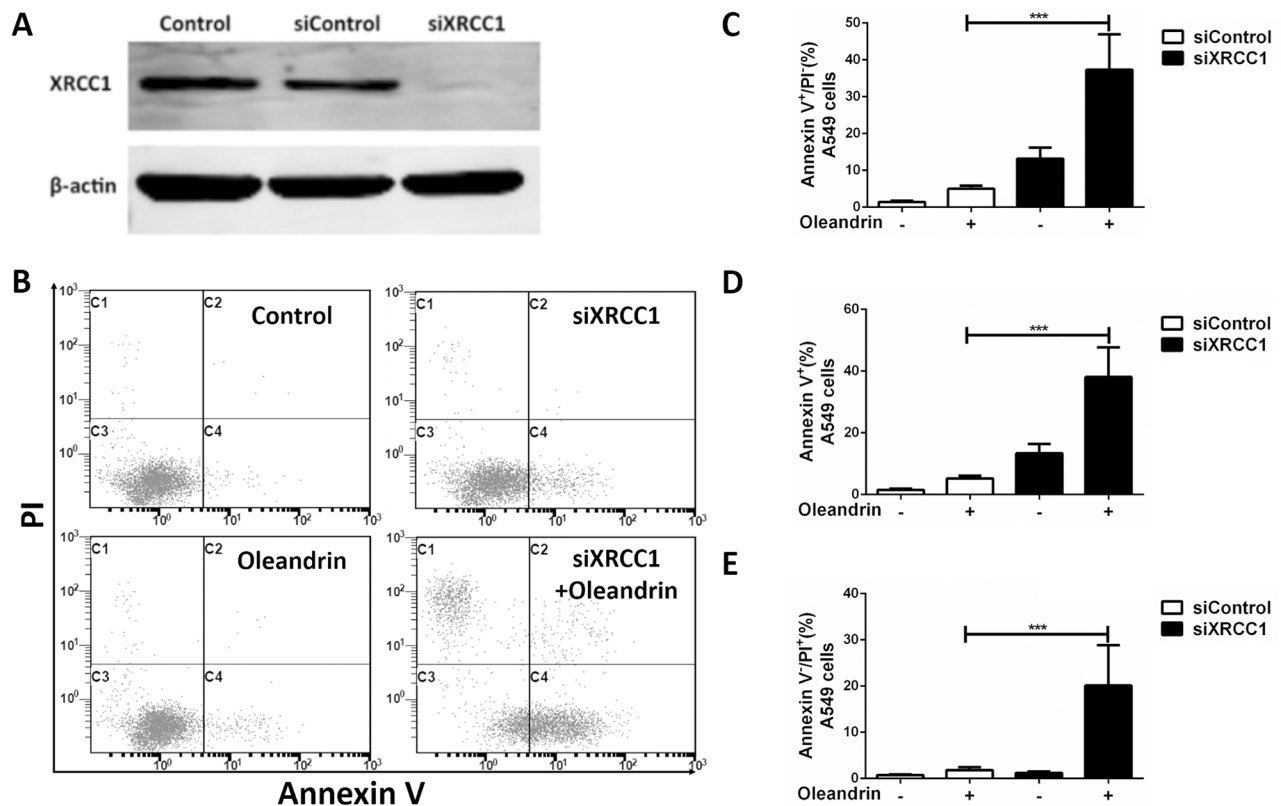 A
Control siControl siXRCC1
XRCC1
β-actin
B
PI
10³
10²
10¹
10⁰
C1 C2
Control
C3 C4
10⁰ 10¹ 10² 10³
10³
10²
10¹
10⁰
C1 C2
siXRCC1
C3 C4
10⁰ 10¹ 10² 10³
10³
10²
10¹
10⁰
C1 C2
Oleandrin
C3 C4
10⁰ 10¹ 10² 10³
10³
10²
10¹
10⁰
C1 C2
siXRCC1
+Oleandrin
C3 C4
10⁰ 10¹ 10² 10³
Annexin V
C
Annexin V⁺/PI⁻(%)
A549 cells
50
40
30
20
10
0
***
siControl
siXRCC1
Oleandrin - + - +
D
Annexin V⁺(%)
A549 cells
60
40
20
0
***
siControl
siXRCC1
Oleandrin - + - +
E
Annexin V⁻/PI⁺(%)
A549 cells
40
30
20
10
0
***
siControl
siXRCC1
Oleandrin - + - +